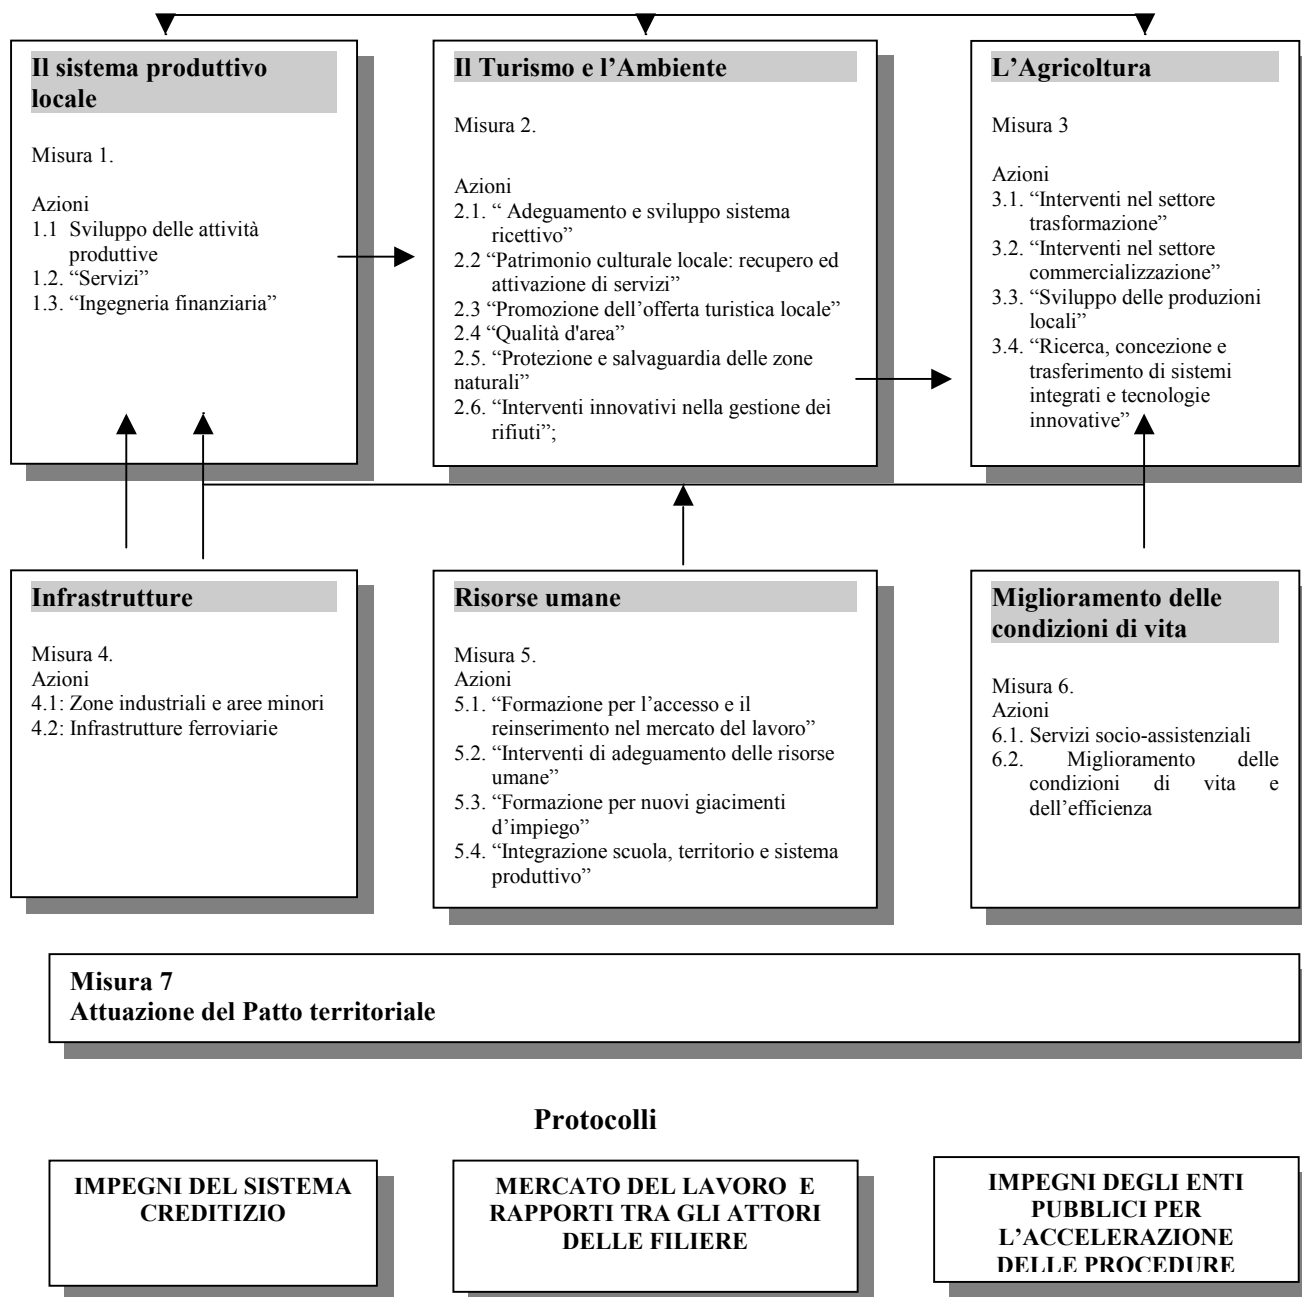 Il sistema produttivo
locale
Misura 1.
Azioni
1.1 Sviluppo delle attività
produttive
1.2. “Servizi”
1.3. “Ingegneria finanziaria”
Il Turismo e l’Ambiente
Misura 2.
Azioni
2.1. “ Adeguamento e sviluppo sistema
ricettivo”
2.2 “Patrimonio culturale locale: recupero ed
attivazione di servizi”
2.3 “Promozione dell’offerta turistica locale”
2.4 “Qualità d'area”
2.5. “Protezione e salvaguardia delle zone
naturali”
2.6. “Interventi innovativi nella gestione dei
rifiuti”;
L’Agricoltura
Misura 3
Azioni
3.1. “Interventi nel settore
trasformazione”
3.2. “Interventi nel settore
commercializzazione”
3.3. “Sviluppo delle produzioni
locali”
3.4. “Ricerca, concezione e
trasferimento di sistemi
integrati e tecnologie
innovative”
Infrastrutture
Misura 4.
Azioni
4.1: Zone industriali e aree minori
4.2: Infrastrutture ferroviarie
Risorse umane
Misura 5.
Azioni
5.1. “Formazione per l’accesso e il
reinserimento nel mercato del lavoro”
5.2. “Interventi di adeguamento delle risorse
umane”
5.3. “Formazione per nuovi giacimenti
d’impiego”
5.4. “Integrazione scuola, territorio e sistema
produttivo”
Miglioramento delle
condizioni di vita
Misura 6.
Azioni
6.1. Servizi socio-assistenziali
6.2. Miglioramento delle
condizioni di vita e
dell’efficienza
Misura 7
Attuazione del Patto territoriale
Protocolli
IMPEGNI DEL SISTEMA
CREDITIZIO
MERCATO DEL LAVORO E
RAPPORTI TRA GLI ATTORI
DELLE FILIERE
IMPEGNI DEGLI ENTI
PUBBLICI PER
L’ACCELERAZIONE
DELLE PROCEDURE